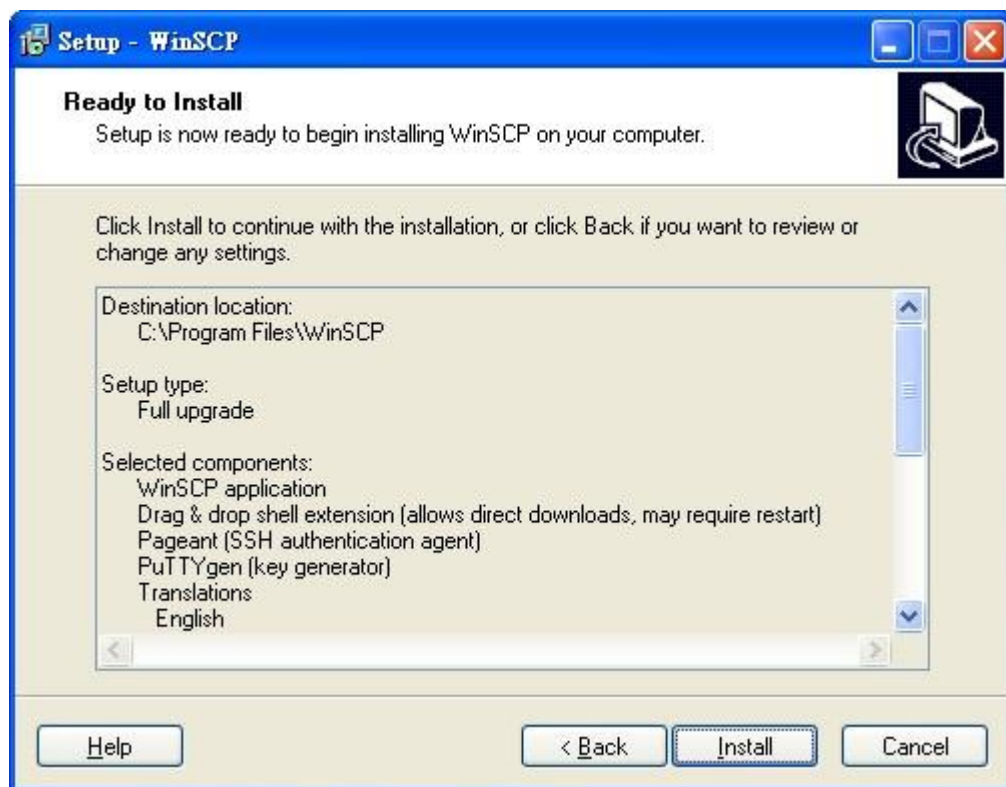 Setup - WinSCP
Ready to Install
Setup is now ready to begin installing WinSCP on your computer.
Click Install to continue with the installation, or click Back if you want to review or
change any settings.
Destination location:
C:\Program Files\WinSCP
Setup type:
Full upgrade
Selected components:
WinSCP application
Drag & drop shell extension (allows direct downloads, may require restart)
Pageant (SSH authentication agent)
PuTTYgen (key generator)
Translations
English
Help
< Back
Install
Cancel